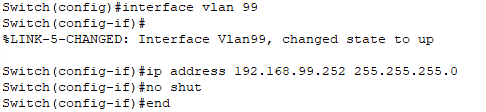 Switch(config)#interface vlan 99
Switch(config-if)#
%LINK-5-CHANGED: Interface Vlan99, changed state to up
Switch(config-if)#ip address 192.168.99.252 255.255.255.0
Switch(config-if)#no shut
Switch(config-if)#end